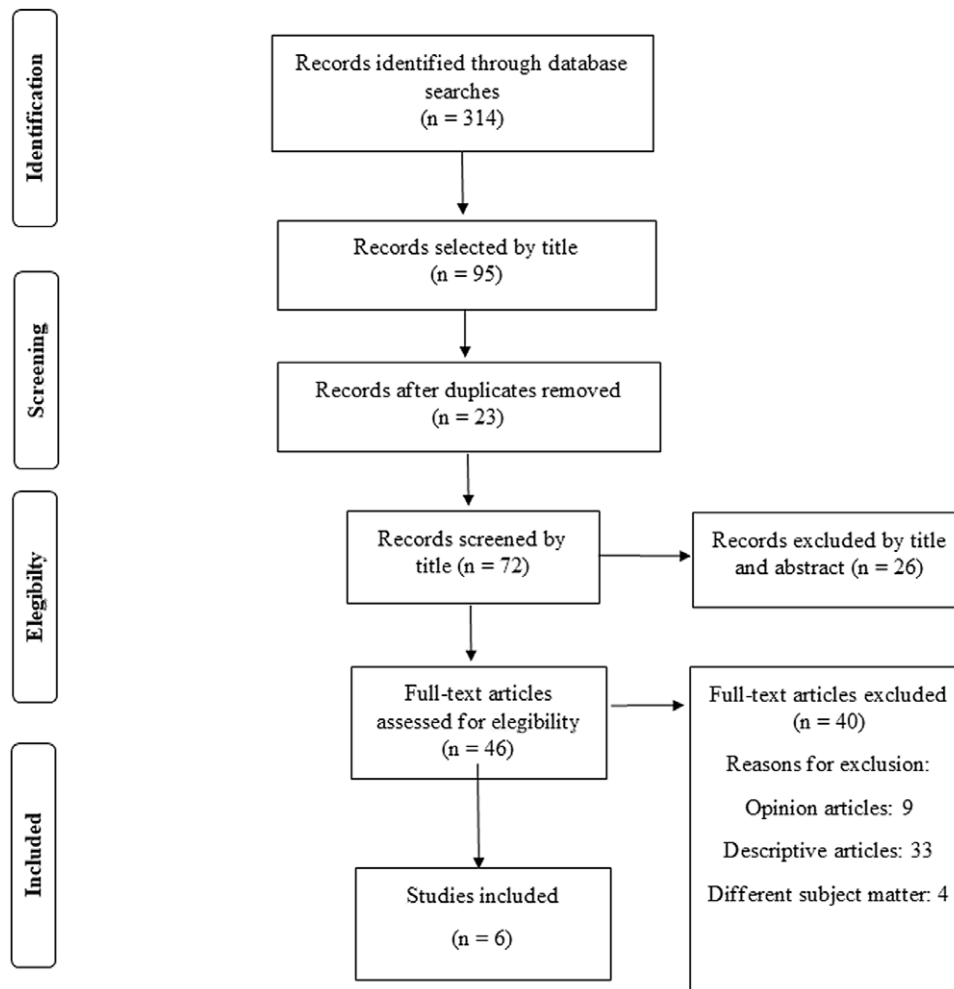 Identification
Records identified through database
searches
(n = 314)
Records selected by title
(n = 95)
Screening
Records after duplicates removed
(n = 23)
Elegibilty
Records screened by
title (n = 72)
Records excluded by title
and abstract (n = 26)
Full-text articles
assessed for elegibility
(n = 46)
Full-text articles excluded
(n = 40)
Reasons for exclusion:
Opinion articles: 9
Descriptive articles: 33
Different subject matter: 4
Included
Studies included
(n = 6)